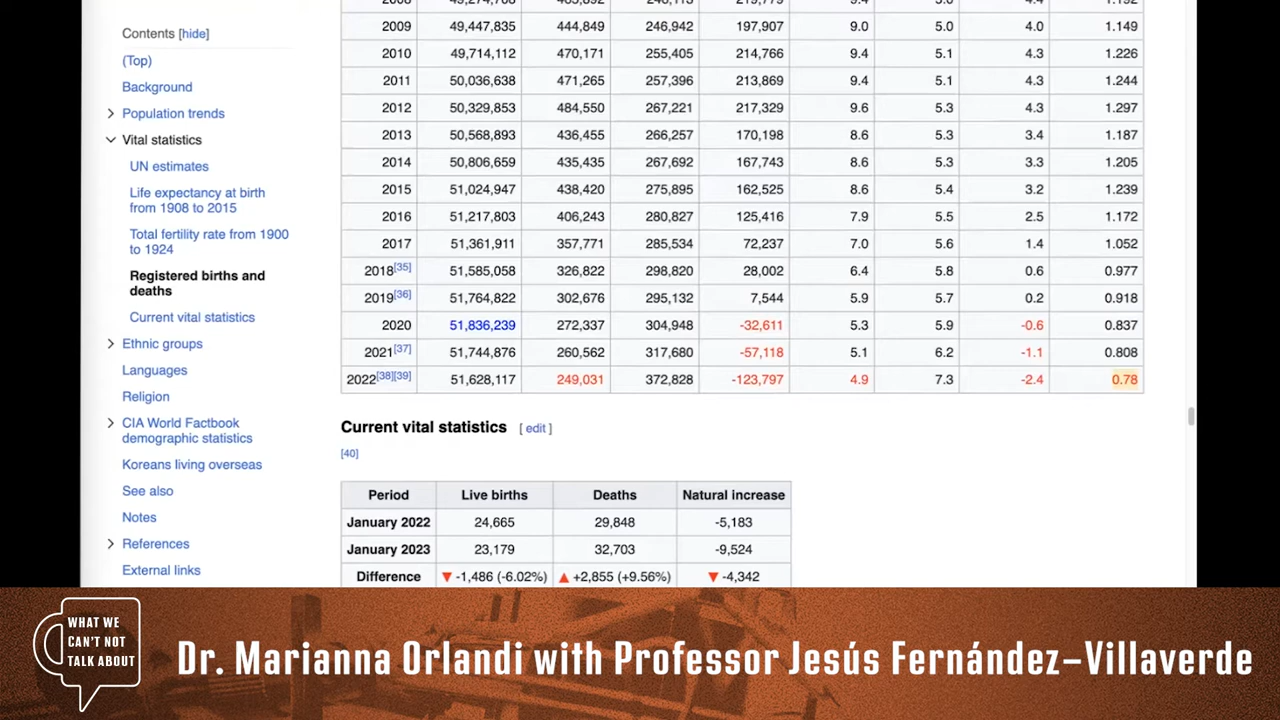 Contents [hide]
(Top)
Background
Population trends
Vital statistics
UN estimates
Life expectancy at birth
from 1908 to 2015
Total fertility rate from 1900
to 1924
Registered births and
deaths
Current vital statistics
Ethnic groups
Languages
Religion
CIA World Factbook
demographic statistics
Koreans living overseas
See also
Notes
References
External links
2009 49,447,835 444,849 246,942 197,907 9.0 5.0 4.0 1.149
2010 49,714,112 470,171 255,405 214,766 9.4 5.1 4.3 1.226
2011 50,036,638 471,265 257,396 213,869 9.4 5.1 4.3 1.244
2012 50,329,853 484,550 267,221 217,329 9.6 5.3 4.3 1.297
2013 50,568,893 436,455 266,257 170,198 8.6 5.3 3.4 1.187
2014 50,806,659 435,435 267,692 167,743 8.6 5.3 3.3 1.205
2015 51,024,947 438,420 275,895 162,525 8.6 5.4 3.2 1.239
2016 51,217,803 406,243 280,827 125,416 7.9 5.5 2.5 1.172
2017 51,361,911 357,771 285,534 72,237 7.0 5.6 1.4 1.052
2018[35] 51,585,058 326,822 298,820 28,002 6.4 5.8 0.6 0.977
2019[36] 51,764,822 302,676 295,132 7,544 5.9 5.7 0.2 0.918
2020 51,836,239 272,337 304,948 -32,611 5.3 5.9 -0.6 0.837
2021[37] 51,744,876 260,562 317,680 -57,118 5.1 6.2 -1.1 0.808
2022[38][39] 51,628,117 249,031 372,828 -123,797 4.9 7.3 -2.4 0.78
Current vital statistics [ edit ]
[40]
Period Live births Deaths Natural increase
January 2022 24,665 29,848 -5,183
January 2023 23,179 32,703 -9,524
Difference ▼ -1,486 (-6.02%) ▲ +2,855 (+9.56%) ▼ -4,342
WHAT WE
CAN'T NOT
TALK ABOUT
Dr. Marianna Orlandi with Professor Jesús Fernández–Villaverde